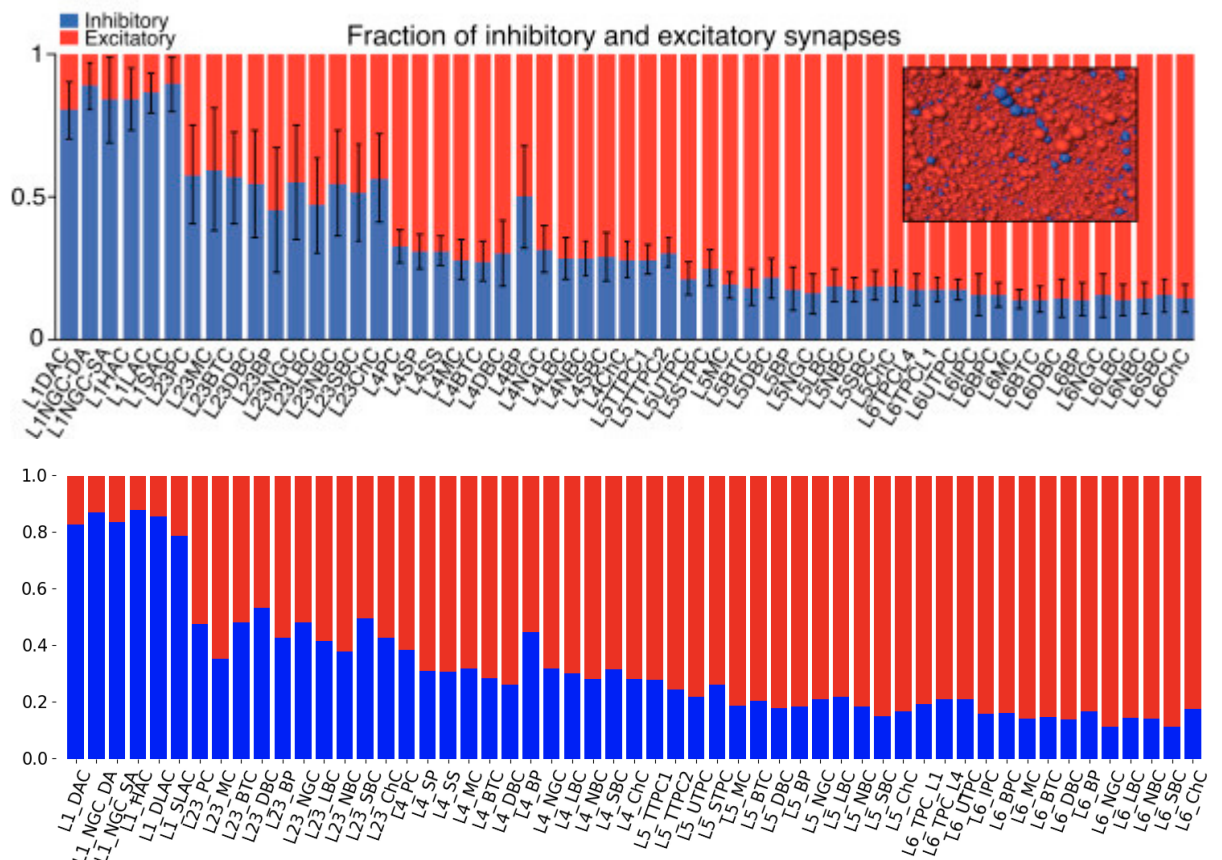 Inhibitory
Excitatory
Fraction of inhibitory and excitatory synapses
1
0.5
0
L1DAC
L1NGC-DA
L1NGC-SA
L1HAC
L1LAC
L1SAC
L23PC
L23MC
L23BTC
L23DBC
L23BP
L23NGC
L23LBC
L23NBC
L23SBC
L23ChC
L4PC
L4SP
L4SS
L4MC
L4BTC
L4DBC
L4BP
L4NGC
L4LBC
L4NBC
L4SBC
L4ChC
L5TTPC1
L5TTPC2
L5UTPC
L5STPC
L5MC
L5BTC
L5DBC
L5BP
L5NGC
L5LBC
L5NBC
L5SBC
L5ChC
L6TPCL4
L6TPCL1
L6UTPC
L6IPC
L6BPC
L6MC
L6BTC
L6DBC
L6BP
L6NGC
L6LBC
L6NBC
L6SBC
L6ChC
1.0
0.8
0.6
0.4
0.2
0.0
L1_DAC
L1_NGC_DA
L1_NGC_SA
L1_HAC
L1_DLAC
L1_SLAC
L23_PC
L23_MC
L23_BTC
L23_DBC
L23_BP
L23_NGC
L23_LBC
L23_NBC
L23_SBC
L23_ChC
L4_PC
L4_SP
L4_SS
L4_MC
L4_BTC
L4_DBC
L4_BP
L4_NGC
L4_LBC
L4_NBC
L4_SBC
L4_ChC
L5_TTPC1
L5_TTPC2
L5_UTPC
L5_STPC
L5_MC
L5_BTC
L5_DBC
L5_BP
L5_NGC
L5_LBC
L5_NBC
L5_SBC
L5_ChC
L6_TPC_L1
L6_TPC_L4
L6_UTPC
L6_IPC
L6_BPC
L6_MC
L6_BTC
L6_DBC
L6_BP
L6_NGC
L6_LBC
L6_NBC
L6_SBC
L6_ChC